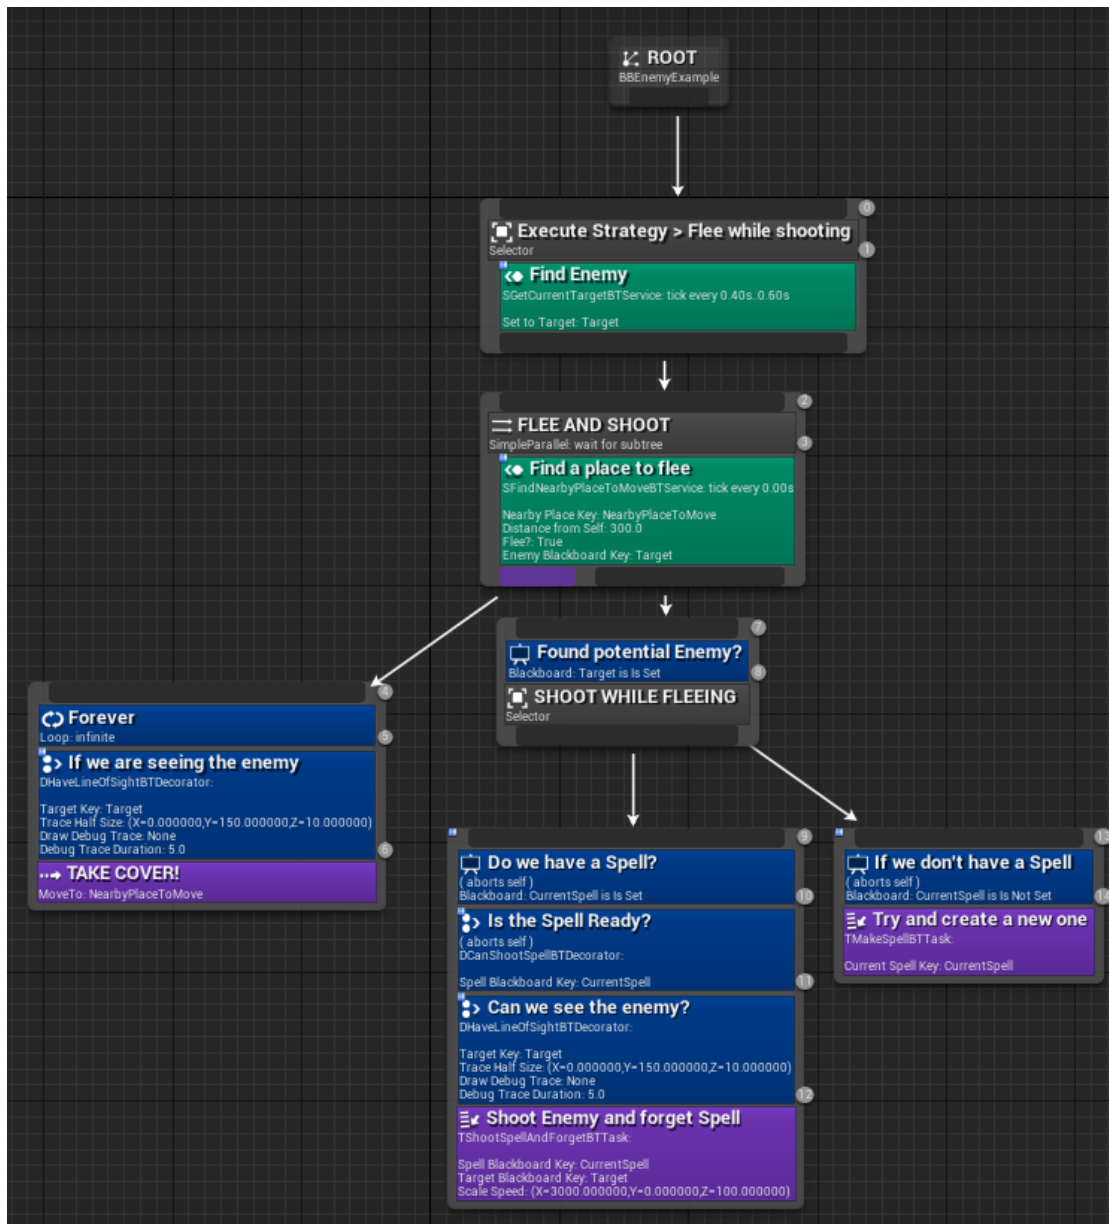 ROOT
BBEnemyExample
0
Execute Strategy > Flee while shooting
1
Selector
Find Enemy
SGetCurrentTargetBTService: tick every 0.40s..0.60s
Set to Target: Target
2
FLEE AND SHOOT
3
SimpleParallel: wait for subtree
Find a place to flee
SFindNearbyPlaceToMoveBTService: tick every 0.00s
Nearby Place Key: NearbyPlaceToMove
Distance from Self: 300.0
Flee?: True
Enemy Blackboard Key: Target
4
Forever
5
Loop: infinite
If we are seeing the enemy
DHaveLineOfSightBTDecorator:
Target Key: Target
Trace Half Size: (X=0.000000,Y=150.000000,Z=10.000000)
Draw Debug Trace: None
Debug Trace Duration: 5.0
6
TAKE COVER!
MoveTo: NearbyPlaceToMove
7
Found potential Enemy?
8
Blackboard: Target is Is Set
SHOOT WHILE FLEEING
Selector
9
Do we have a Spell?
( aborts self )
Blackboard: CurrentSpell is Is Set
10
Is the Spell Ready?
( aborts self )
DCanShootSpellBTDecorator:
Spell Blackboard Key: CurrentSpell
11
Can we see the enemy?
DHaveLineOfSightBTDecorator:
Target Key: Target
Trace Half Size: (X=0.000000,Y=150.000000,Z=10.000000)
Draw Debug Trace: None
Debug Trace Duration: 5.0
12
Shoot Enemy and forget Spell
TShootSpellAndForgetBTTask:
Spell Blackboard Key: CurrentSpell
Target Blackboard Key: Target
Scale Speed: (X=3000.000000,Y=0.000000,Z=100.000000)
13
If we don't have a Spell
( aborts self )
Blackboard: CurrentSpell is Is Not Set
14
Try and create a new one
TMakeSpellBTTask:
Current Spell Key: CurrentSpell